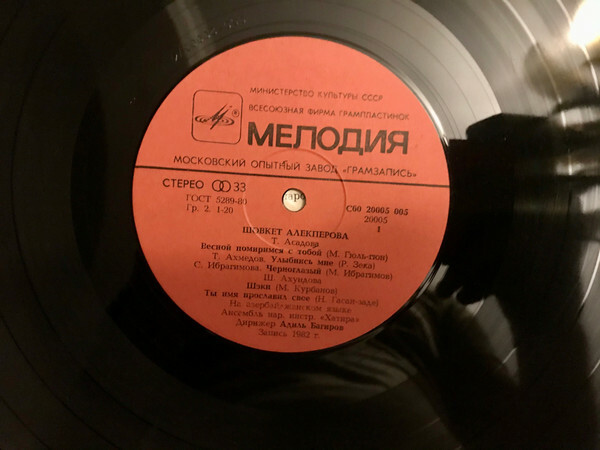 МИНИСТЕРСТВО КУЛЬТУРЫ СССР
ВСЕСОЮЗНАЯ ФИРМА ГРАМПЛАСТИНОК
МЕЛОДИЯ
МОСКОВСКИЙ ОПЫТНЫЙ ЗАВОД «ГРАМЗАПИСЬ»
СТЕРЕО 33
ГОСТ 5289-80
Гр. 2. 1-20
С60 20005 005
20005
1
ШОВКЕТ АЛЕКПЕРОВА
Т. Асадова
Весной помиримся с тобой (М. Гюль-гюн)
Т. Ахмедов. Улыбнись мне (Р. Зека)
С. Ибрагимова. Черноглазый (М. Ибрагимов)
Ш. Ахундова
Шэки (М. Курбанов)
Ты имя прославил свое (Н. Гасан-заде)
На азербайджанском языке
Ансамбль нар. инстр. «Хатира»
Дирижер Адиль Багиров
Запись 1982 г.